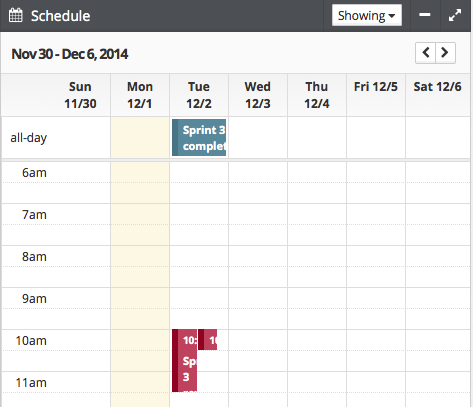 Schedule
Showing
Nov 30 - Dec 6, 2014
Sun 11/30
Mon 12/1
Tue 12/2
Wed 12/3
Thu 12/4
Fri 12/5
Sat 12/6
all-day
Sprint 3
complet
6am
7am
8am
9am
10am
10:
10
Spr
3
11am